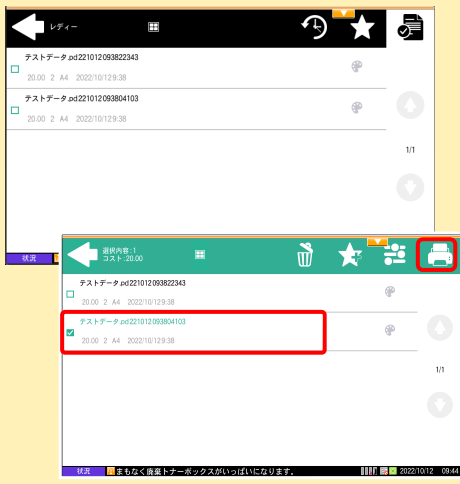 レディー
テストデータ.pd221012093822343
20.00 2 A4 2022/10/12 9:38
テストデータ.pd221012093804103
20.00 2 A4 2022/10/12 9:38
1/1
状況
選択内容:1
コスト:20.00
テストデータ.pd221012093822343
20.00 2 A4 2022/10/12 9:38
テストデータ.pd221012093804103
20.00 2 A4 2022/10/12 9:38
1/1
状況 まもなく廃棄トナーボックスがいっぱいになります。 2022/10/12 09:44